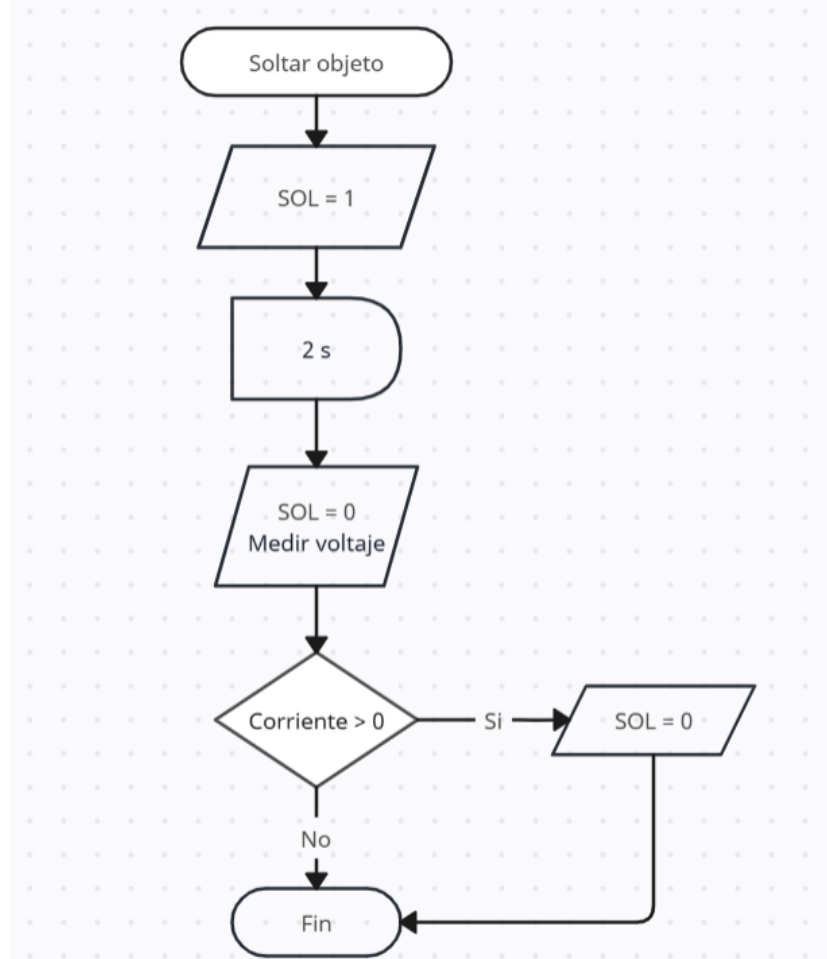 Soltar objeto
SOL = 1
2 s
SOL = 0
Medir voltaje
Corriente > 0
Si
SOL = 0
No
Fin